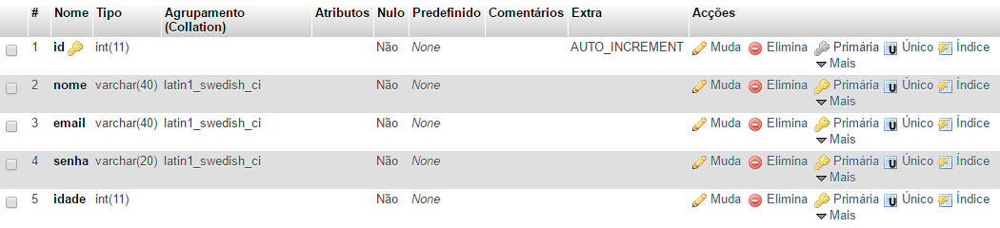 # Nome Tipo Agrupamento (Collation) Atributos Nulo Predefinido Comentários Extra Acções
1 id int(11) Não None AUTO_INCREMENT Muda Elimina Primária U Único Índice
Mais
2 nome varchar(40) latin1_swedish_ci Não None Muda Elimina Primária U Único Índice
Mais
3 email varchar(40) latin1_swedish_ci Não None Muda Elimina Primária U Único Índice
Mais
4 senha varchar(20) latin1_swedish_ci Não None Muda Elimina Primária U Único Índice
Mais
5 idade int(11) Não None Muda Elimina Primária U Único Índice
Mais